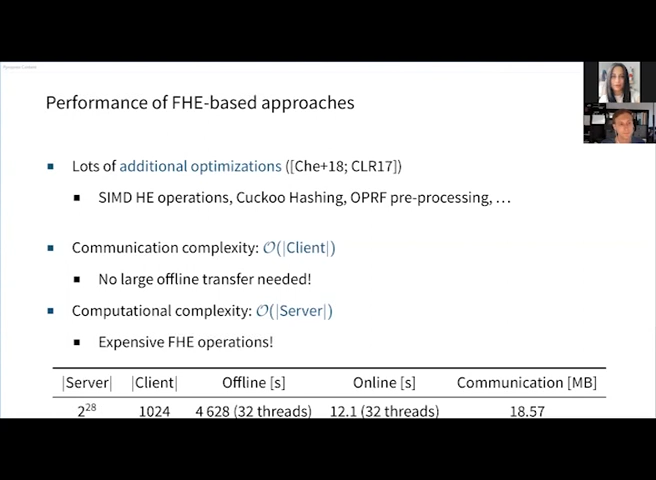 Performance of FHE-based approaches
Lots of additional optimizations ([Che+18; CLR17])
SIMD HE operations, Cuckoo Hashing, OPRF pre-processing, …
Communication complexity: 𝒪(|Client|)
No large offline transfer needed!
Computational complexity: 𝒪(|Server|)
Expensive FHE operations!
|Server| |Client| Offline [s] Online [s] Communication [MB]
2²⁸ 1024 4 628 (32 threads) 12.1 (32 threads) 18.57